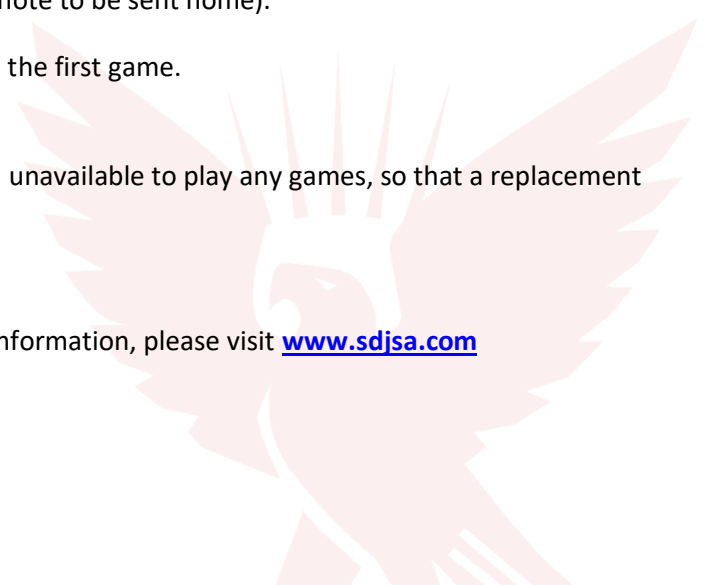 note to be sent home).
the first game.
unavailable to play any games, so that a replacement
nformation, please visit www.sdjsa.com